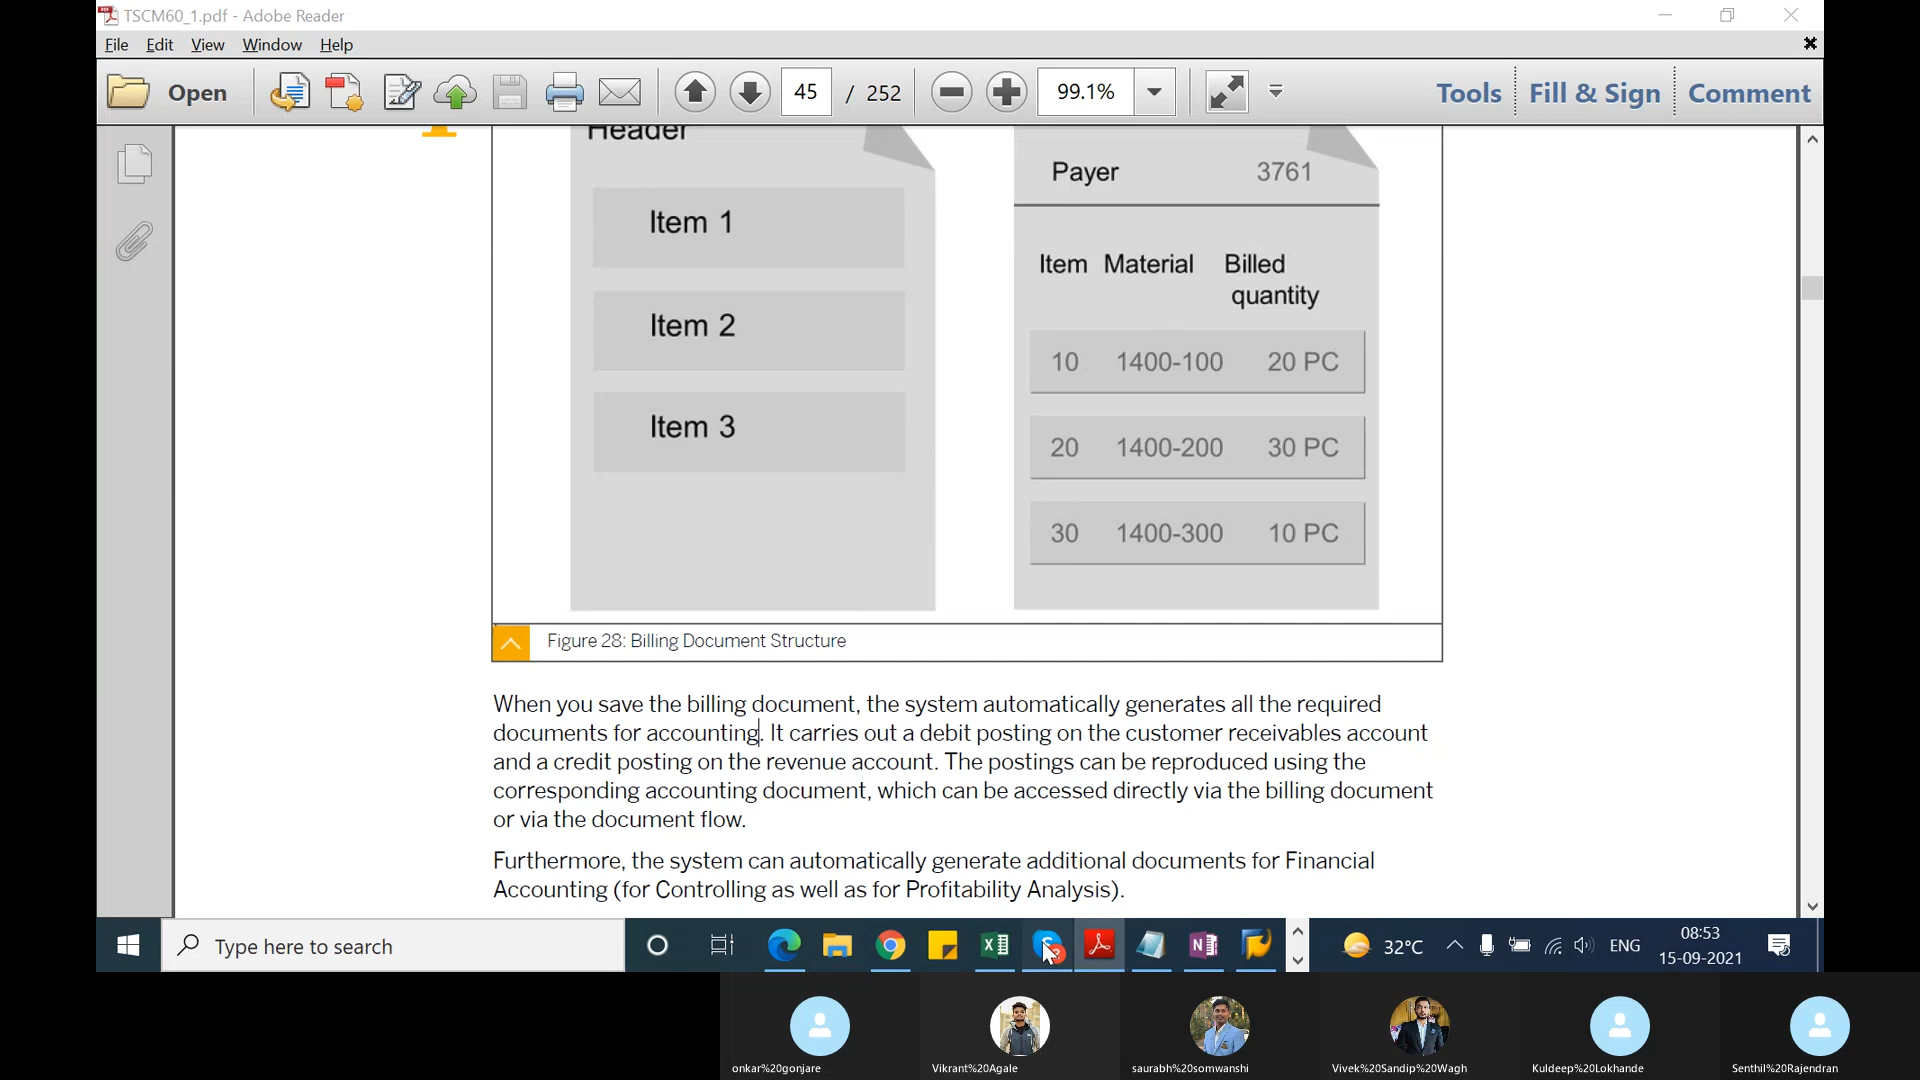 TSCM60_1.pdf - Adobe Reader
File Edit View Window Help
Open 45 / 252 99.1% Tools Fill & Sign Comment
Header
Item 1
Item 2
Item 3
Payer 3761
Item Material Billed
quantity
10 1400-100 20 PC
20 1400-200 30 PC
30 1400-300 10 PC
Figure 28: Billing Document Structure
When you save the billing document, the system automatically generates all the required
documents for accounting. It carries out a debit posting on the customer receivables account
and a credit posting on the revenue account. The postings can be reproduced using the
corresponding accounting document, which can be accessed directly via the billing document
or via the document flow.
Furthermore, the system can automatically generate additional documents for Financial
Accounting (for Controlling as well as for Profitability Analysis).
Type here to search
32°C ENG 08:53
15-09-2021
onkar%20gonjare Vikrant%20Agale saurabh%20somwanshi Vivek%20Sandip%20Wagh Kuldeep%20Lokhande Senthil%20Rajendran